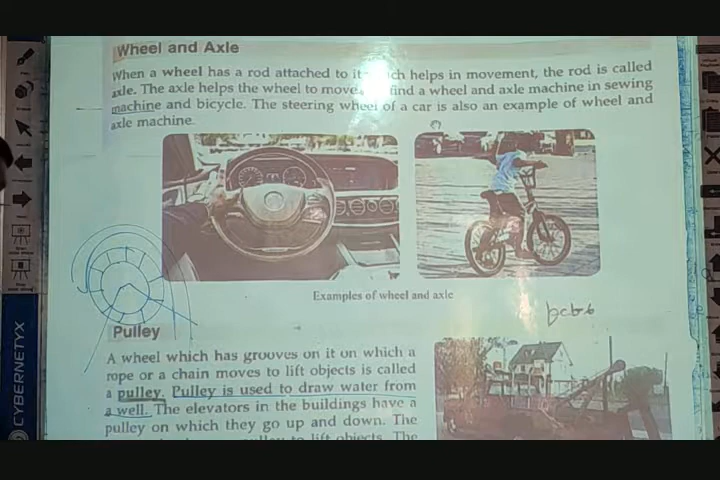 Wheel and Axle
When a wheel has a rod attached to it which helps in movement, the rod is called
axle. The axle helps the wheel to move. find a wheel and axle machine in sewing
machine and bicycle. The steering wheel of a car is also an example of wheel and
axle machine.
Examples of wheel and axle
Pulley
A wheel which has grooves on it on which a
rope or a chain moves to lift objects is called
a pulley. Pulley is used to draw water from
a well. The elevators in the buildings have a
pulley on which they go up and down. The
to lift objects. The
CYBERNETYX